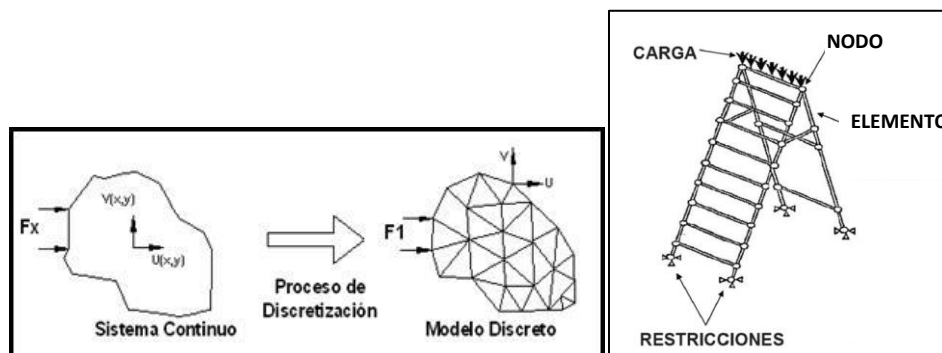 Fx
V(x,y)
U(x,y)
Sistema Continuo
Proceso de
Discretización
V
U
F1
Modelo Discreto
CARGA
NODO
ELEMENTO
RESTRICCIONES